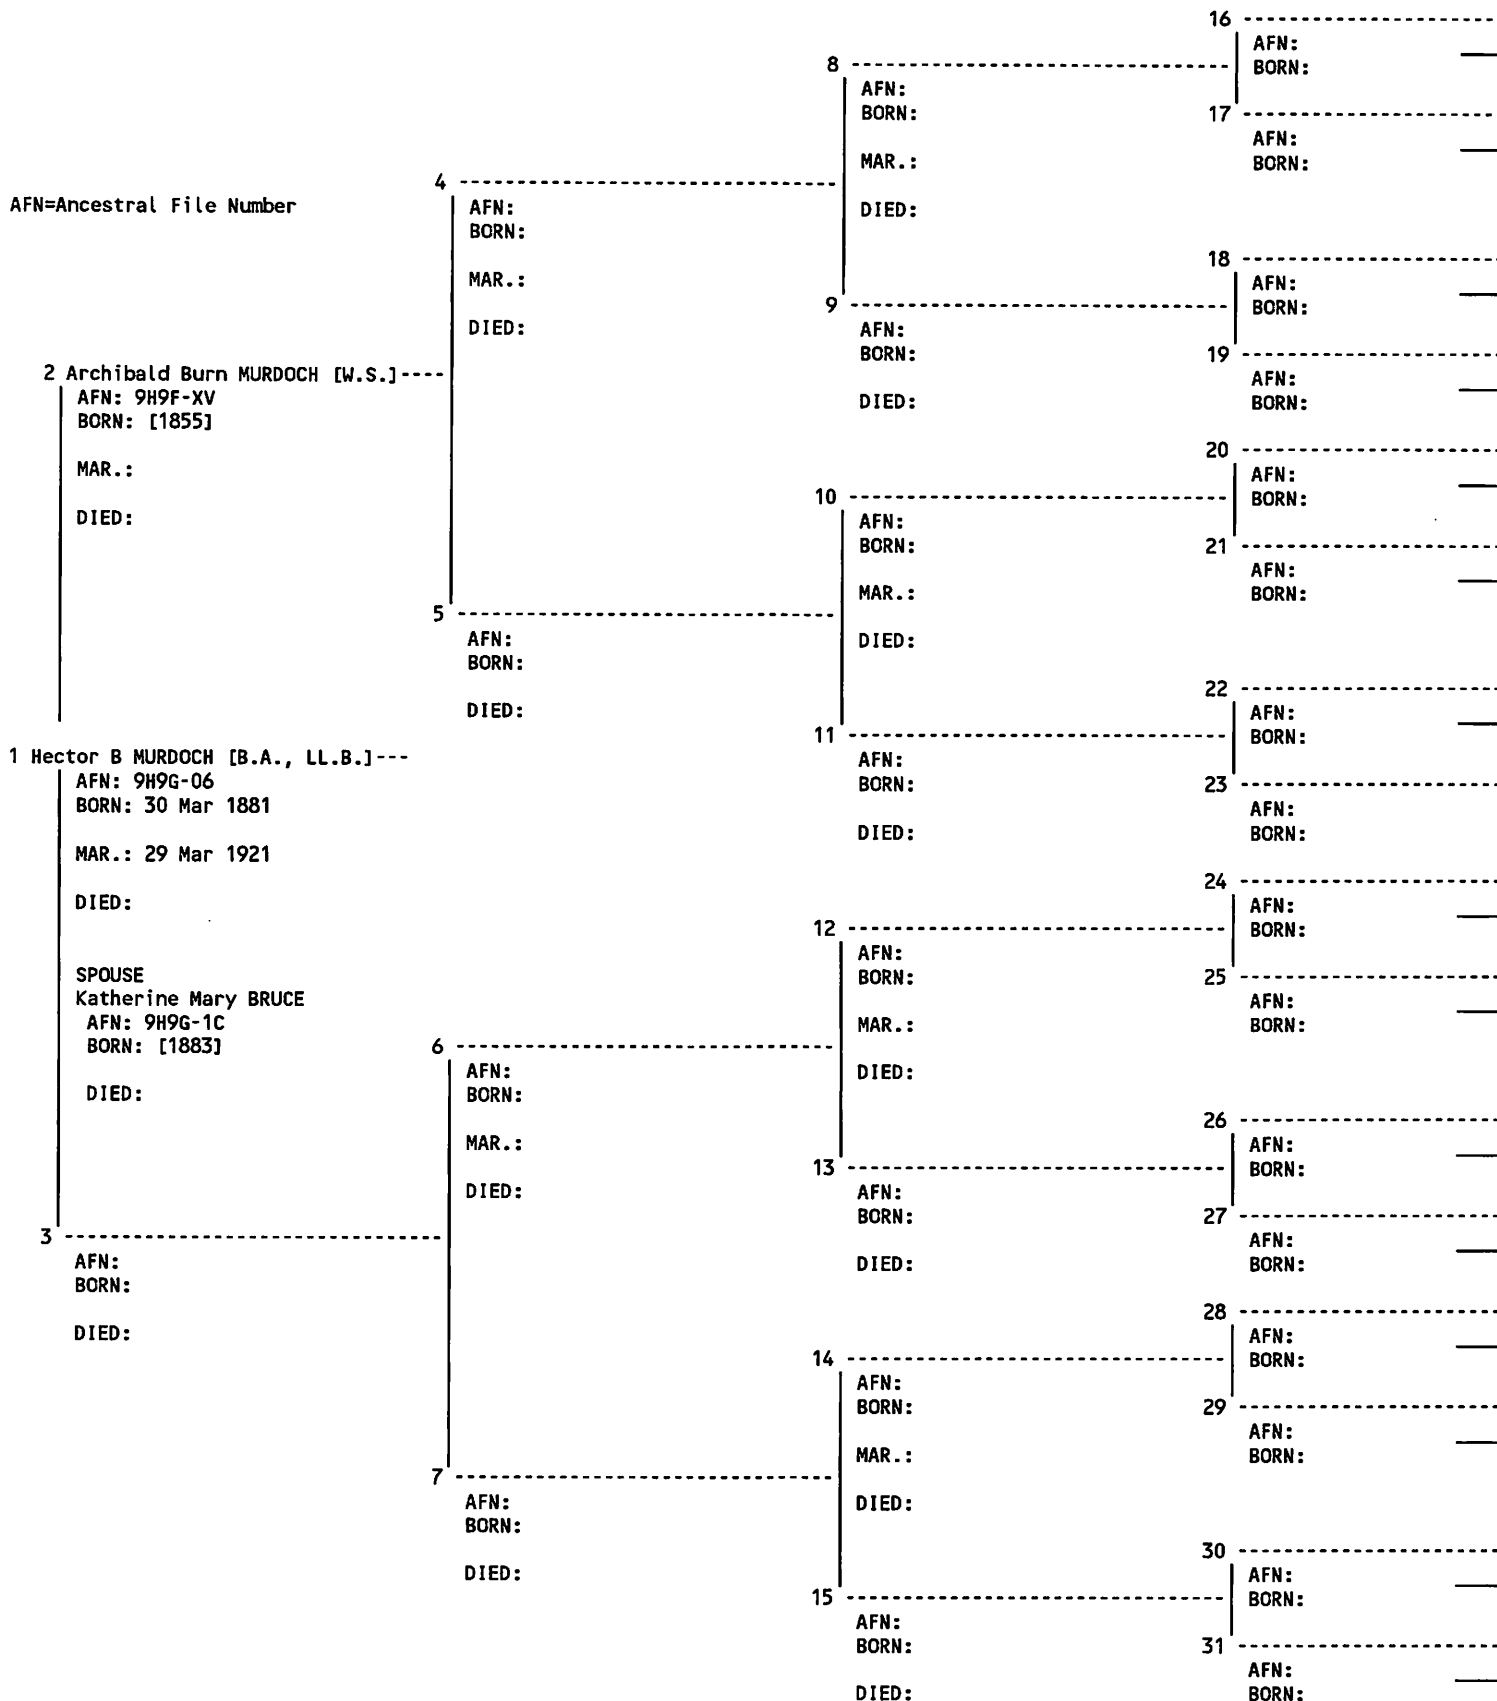 AFN=Ancestral File Number
2 Archibald Burn MURDOCH [W.S.]----
AFN: 9H9F-XV
BORN: [1855]
MAR.:
DIED:
1 Hector B MURDOCH [B.A., LL.B.]---
AFN: 9H9G-06
BORN: 30 Mar 1881
MAR.: 29 Mar 1921
DIED:
SPOUSE
Katherine Mary BRUCE
AFN: 9H9G-1C
BORN: [1883]
DIED:
3
AFN:
BORN:
DIED:
4
AFN:
BORN:
MAR.:
DIED:
5
AFN:
BORN:
DIED:
6
AFN:
BORN:
MAR.:
DIED:
7
AFN:
BORN:
DIED:
8
AFN:
BORN:
MAR.:
DIED:
9
AFN:
BORN:
DIED:
10
AFN:
BORN:
MAR.:
DIED:
11
AFN:
BORN:
DIED:
12
AFN:
BORN:
MAR.:
DIED:
13
AFN:
BORN:
DIED:
14
AFN:
BORN:
MAR.:
DIED:
15
AFN:
BORN:
DIED:
16
AFN:
BORN:
17
AFN:
BORN:
18
AFN:
BORN:
19
AFN:
BORN:
20
AFN:
BORN:
21
AFN:
BORN:
22
AFN:
BORN:
23
AFN:
BORN:
24
AFN:
BORN:
25
AFN:
BORN:
26
AFN:
BORN:
27
AFN:
BORN:
28
AFN:
BORN:
29
AFN:
BORN:
30
AFN:
BORN:
31
AFN:
BORN: